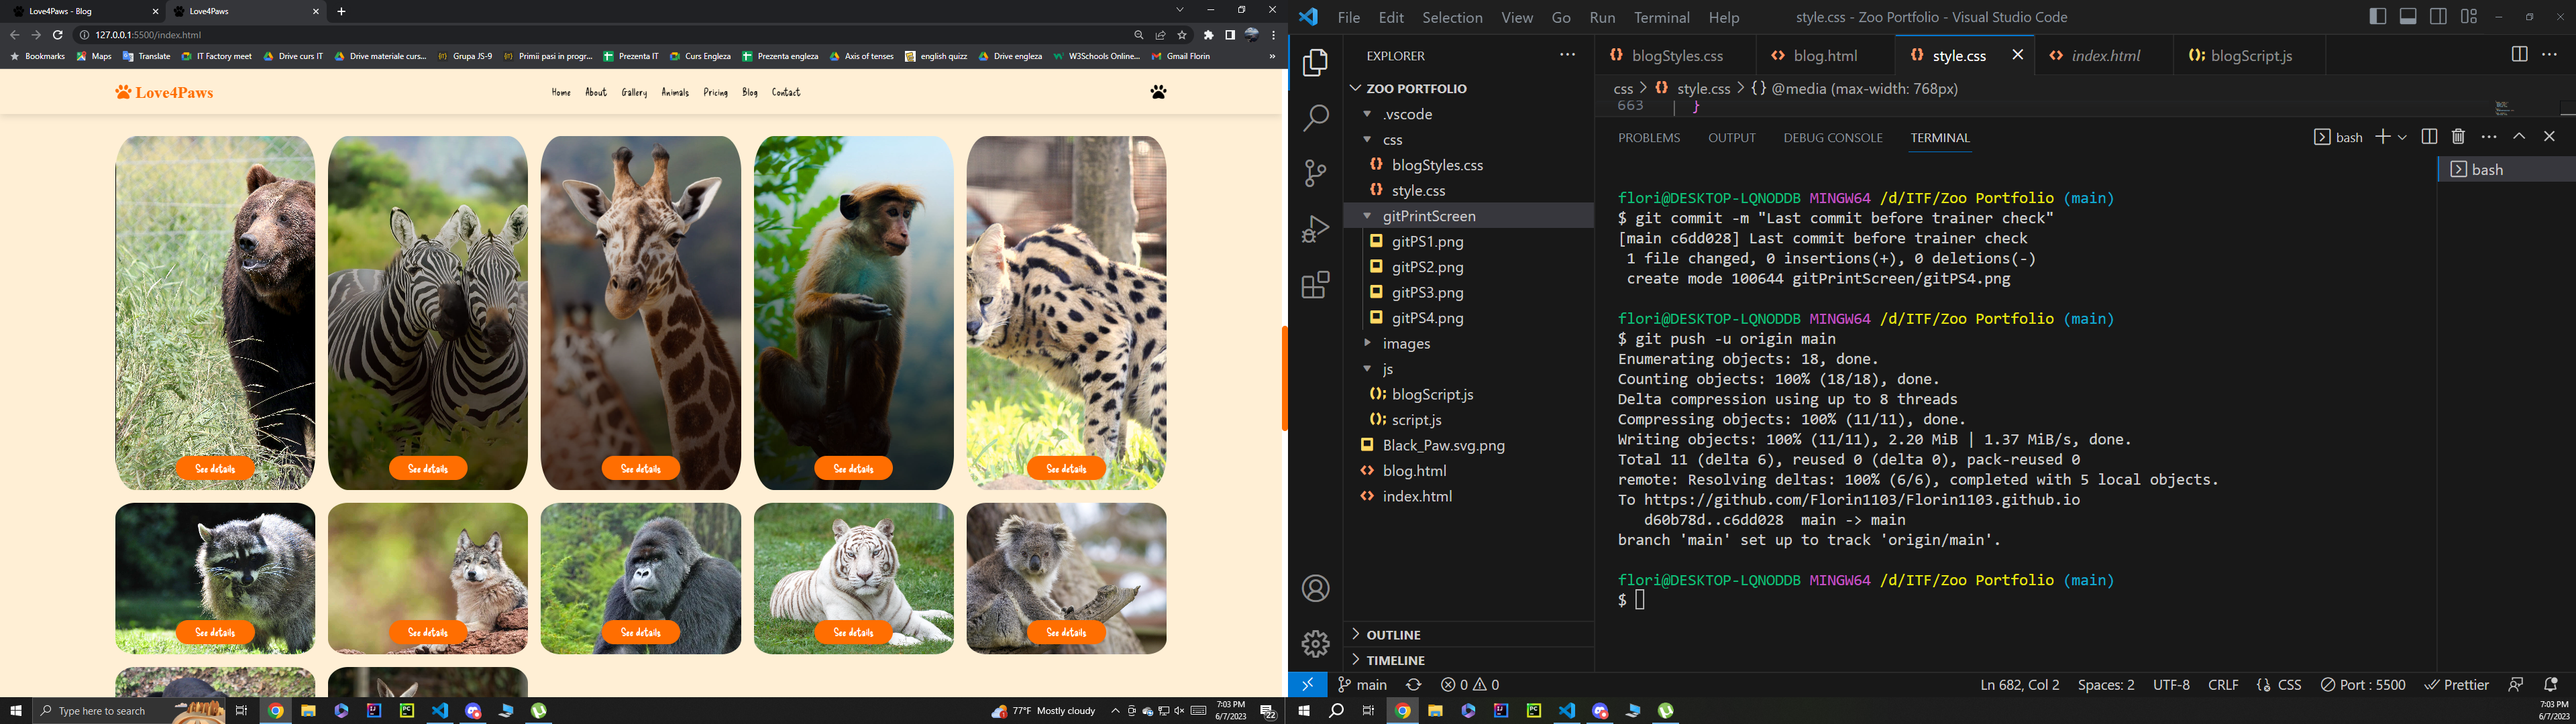 Love4Paws - Blog
Love4Paws
127.0.0.1:5500/index.html
Bookmarks Maps Translate IT Factory meet Drive curs IT Drive materiale curs... Grupa JS-9 Primii pasi in progr... Prezenta IT Curs Engleza Prezenta engleza Axis of tenses english quizz Drive engleza W3Schools Online... Gmail Florin »
Love4Paws
Home About Gallery Animals Pricing Blog Contact
See details See details See details See details See details
See details See details See details See details See details
Type here to search
77°F Mostly cloudy
7:03 PM
6/7/2023
22
File Edit Selection View Go Run Terminal Help
style.css - Zoo Portfolio - Visual Studio Code
EXPLORER
ZOO PORTFOLIO
.vscode
css
blogStyles.css
style.css
gitPrintScreen
gitPS1.png
gitPS2.png
gitPS3.png
gitPS4.png
images
js
blogScript.js
script.js
Black_Paw.svg.png
blog.html
index.html
OUTLINE
TIMELINE
blogStyles.css blog.html style.css index.html blogScript.js
css > style.css > {} @media (max-width: 768px)
663 }
PROBLEMS OUTPUT DEBUG CONSOLE TERMINAL
bash
bash
flori@DESKTOP-LQNODDB MINGW64 /d/ITF/Zoo Portfolio (main)
$ git commit -m "Last commit before trainer check"
[main c6dd028] Last commit before trainer check
1 file changed, 0 insertions(+), 0 deletions(-)
create mode 100644 gitPrintScreen/gitPS4.png
flori@DESKTOP-LQNODDB MINGW64 /d/ITF/Zoo Portfolio (main)
$ git push -u origin main
Enumerating objects: 18, done.
Counting objects: 100% (18/18), done.
Delta compression using up to 8 threads
Compressing objects: 100% (11/11), done.
Writing objects: 100% (11/11), 2.20 MiB | 1.37 MiB/s, done.
Total 11 (delta 6), reused 0 (delta 0), pack-reused 0
remote: Resolving deltas: 100% (6/6), completed with 5 local objects.
To https://github.com/Florin1103/Florin1103.github.io
d60b78d..c6dd028 main -> main
branch 'main' set up to track 'origin/main'.
flori@DESKTOP-LQNODDB MINGW64 /d/ITF/Zoo Portfolio (main)
$
main
0 0
Ln 682, Col 2 Spaces: 2 UTF-8 CRLF {} CSS Port : 5500 Prettier
7:03 PM
6/7/2023